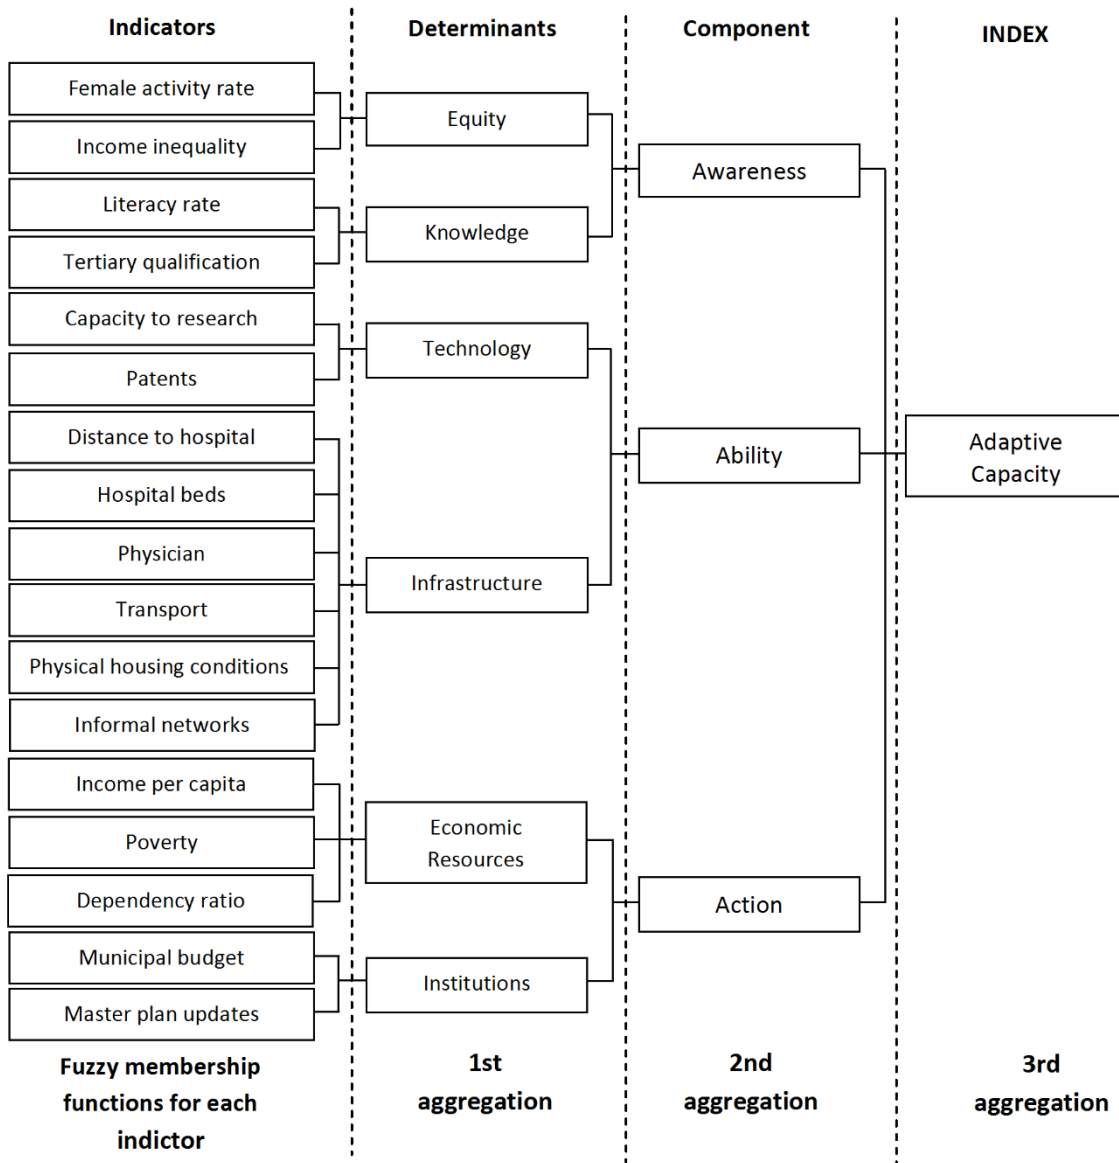 Indicators
Determinants
Component
INDEX
Female activity rate
Income inequality
Literacy rate
Tertiary qualification
Capacity to research
Patents
Distance to hospital
Hospital beds
Physician
Transport
Physical housing conditions
Informal networks
Income per capita
Poverty
Dependency ratio
Municipal budget
Master plan updates
Equity
Knowledge
Technology
Infrastructure
Economic
Resources
Institutions
Awareness
Ability
Action
Adaptive
Capacity
Fuzzy membership
functions for each
indictor
1st
aggregation
2nd
aggregation
3rd
aggregation